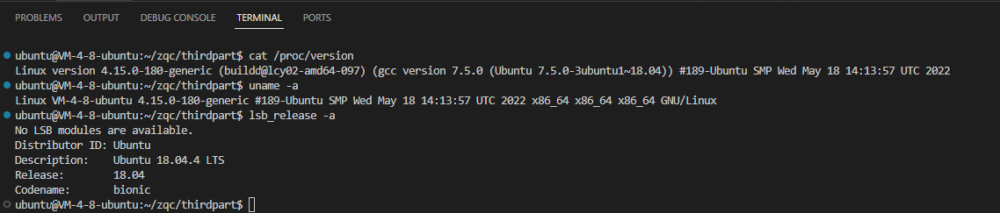 PROBLEMS OUTPUT DEBUG CONSOLE TERMINAL PORTS
ubuntu@VM-4-8-ubuntu:~/zqc/thirdpart$ cat /proc/version
Linux version 4.15.0-180-generic (buildd@lcy02-amd64-097) (gcc version 7.5.0 (Ubuntu 7.5.0-3ubuntu1~18.04)) #189-Ubuntu SMP Wed May 18 14:13:57 UTC 2022
ubuntu@VM-4-8-ubuntu:~/zqc/thirdpart$ uname -a
Linux VM-4-8-ubuntu 4.15.0-180-generic #189-Ubuntu SMP Wed May 18 14:13:57 UTC 2022 x86_64 x86_64 x86_64 GNU/Linux
ubuntu@VM-4-8-ubuntu:~/zqc/thirdpart$ lsb_release -a
No LSB modules are available.
Distributor ID: Ubuntu
Description:    Ubuntu 18.04.4 LTS
Release:        18.04
Codename:       bionic
ubuntu@VM-4-8-ubuntu:~/zqc/thirdpart$